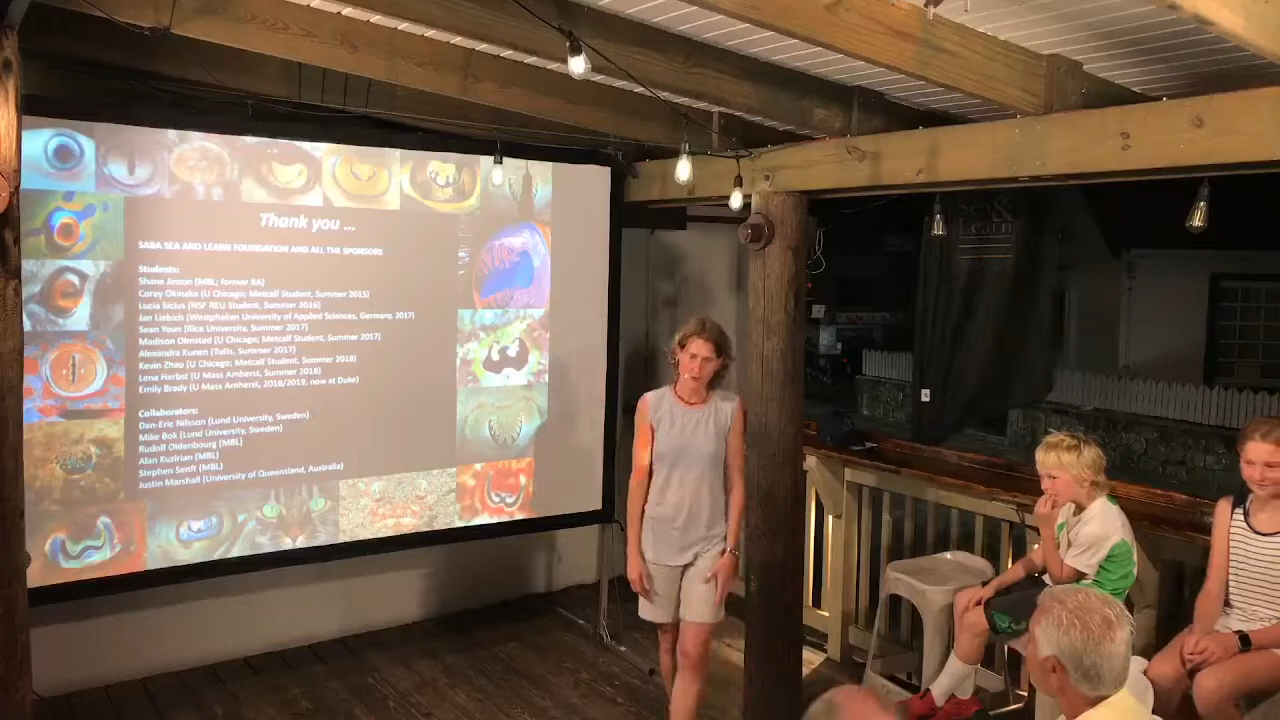 Thank you ...
SABA SEA AND LEARN FOUNDATION AND ALL THE SPONSORS
Students:
Shane Jinson (MBL; former RA)
Corey Okinaka (U Chicago; Metcalf Student, Summer 2015)
Lucia Sicius (NSF REU Student, Summer 2016)
Jan Liebich (Westphalian University of Applied Sciences, Germany, 2017)
Sean Youn (Rice University, Summer 2017)
Madison Olmsted (U Chicago; Metcalf Student, Summer 2017)
Alexandra Kunen (Tufts, Summer 2017)
Kevin Zhao (U Chicago; Metcalf Student, Summer 2018)
Lena Herbst (U Mass Amherst, Summer 2018)
Emily Brady (U Mass Amherst, 2018/2019, now at Duke)
Collaborators:
Dan-Eric Nilsson (Lund University, Sweden)
Mike Bok (Lund University, Sweden)
Rudolf Oldenbourg (MBL)
Alan Kuzirian (MBL)
Stephen Senft (MBL)
Justin Marshall (University of Queensland, Australia)
Sea &
Learn